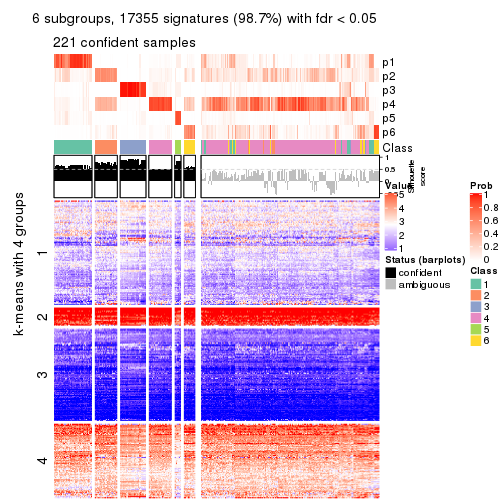 6 subgroups, 17355 signatures (98.7%) with fdr < 0.05
221 confident samples
p1
p2
p3
p4
p5
p6
Class
1
0.5
0
Silhouette
score
k-means with 4 groups
1
2
3
4
Value
5
4
3
2
1
Status (barplots)
confident
ambiguous
Prob
1
0.8
0.6
0.4
0.2
0
Class
1
2
3
4
5
6